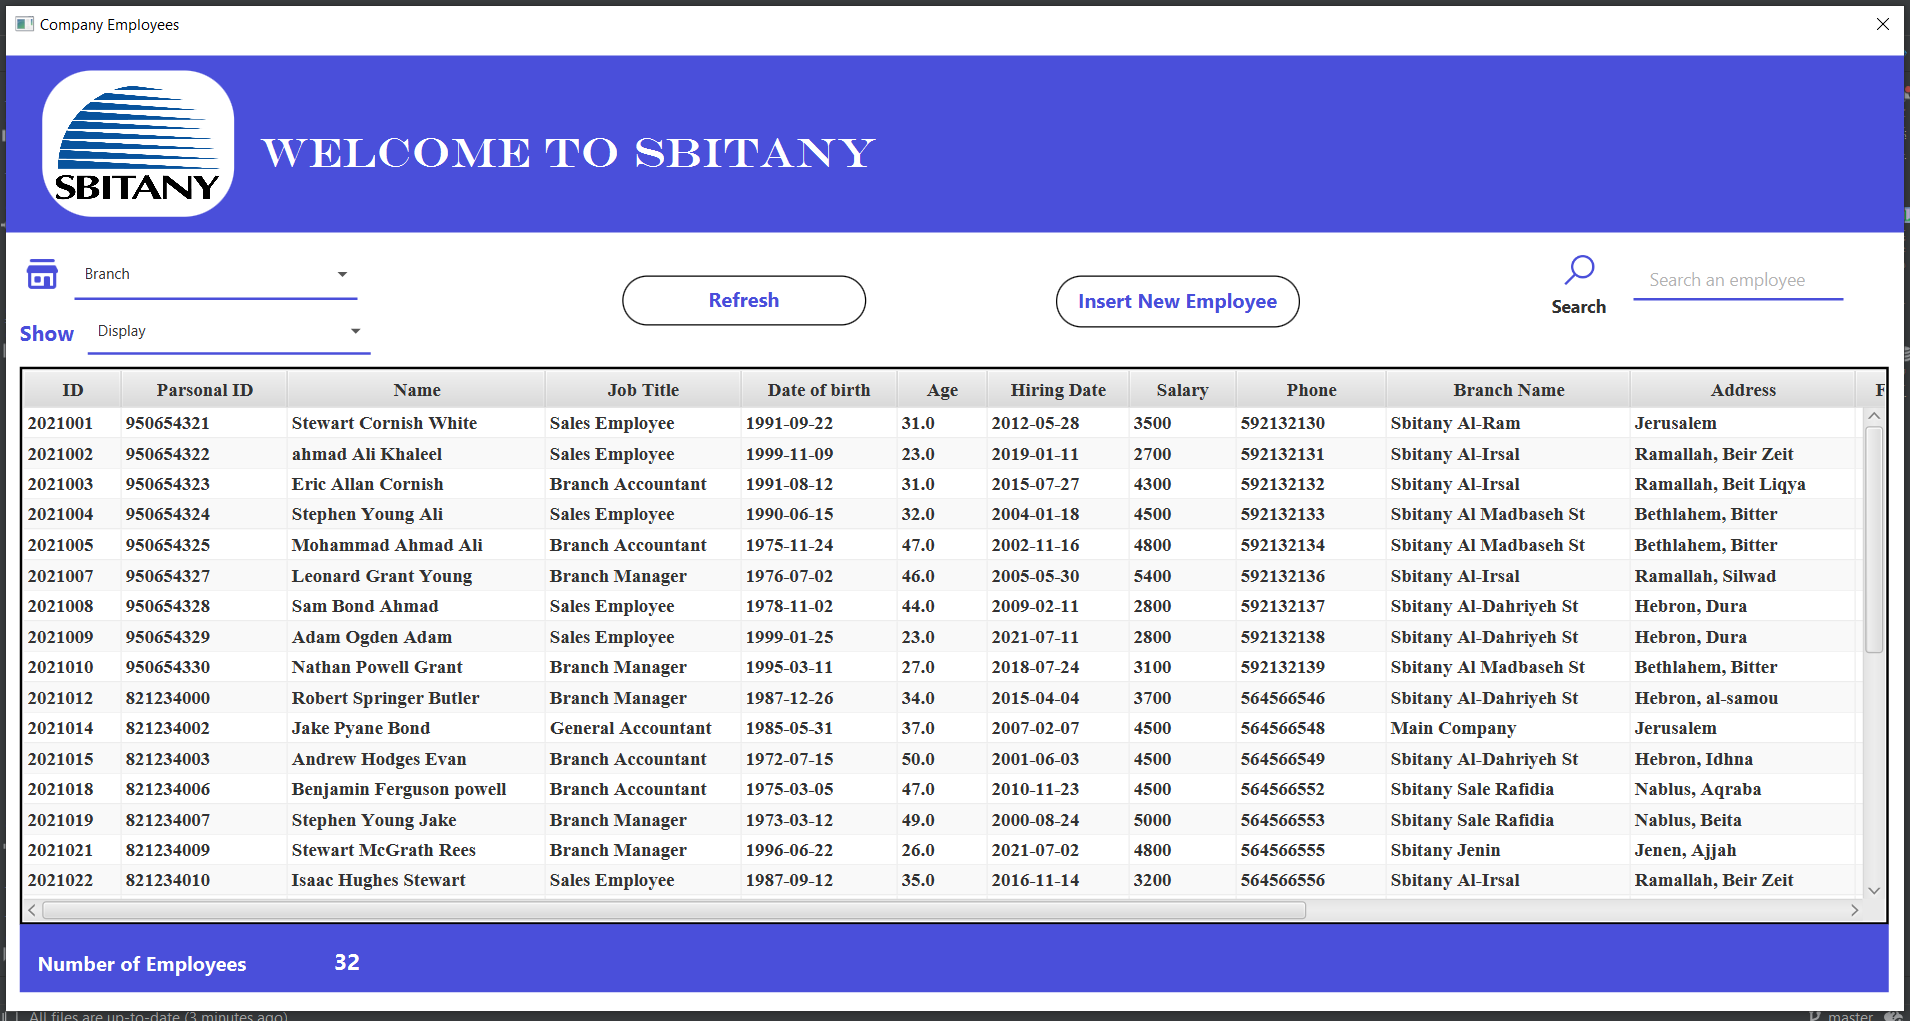 Company Employees
SBITANY
WELCOME TO SBITANY
Branch
Show Display
Refresh
Insert New Employee
Search
Search an employee
ID Parsonal ID Name Job Title Date of birth Age Hiring Date Salary Phone Branch Name Address
2021001 950654321 Stewart Cornish White Sales Employee 1991-09-22 31.0 2012-05-28 3500 592132130 Sbitany Al-Ram Jerusalem
2021002 950654322 ahmad Ali Khaleel Sales Employee 1999-11-09 23.0 2019-01-11 2700 592132131 Sbitany Al-Irsal Ramallah, Beir Zeit
2021003 950654323 Eric Allan Cornish Branch Accountant 1991-08-12 31.0 2015-07-27 4300 592132132 Sbitany Al-Irsal Ramallah, Beit Liqya
2021004 950654324 Stephen Young Ali Sales Employee 1990-06-15 32.0 2004-01-18 4500 592132133 Sbitany Al Madbaseh St Bethlahem, Bitter
2021005 950654325 Mohammad Ahmad Ali Branch Accountant 1975-11-24 47.0 2002-11-16 4800 592132134 Sbitany Al Madbaseh St Bethlahem, Bitter
2021007 950654327 Leonard Grant Young Branch Manager 1976-07-02 46.0 2005-05-30 5400 592132136 Sbitany Al-Irsal Ramallah, Silwad
2021008 950654328 Sam Bond Ahmad Sales Employee 1978-11-02 44.0 2009-02-11 2800 592132137 Sbitany Al-Dahriyeh St Hebron, Dura
2021009 950654329 Adam Ogden Adam Sales Employee 1999-01-25 23.0 2021-07-11 2800 592132138 Sbitany Al-Dahriyeh St Hebron, Dura
2021010 950654330 Nathan Powell Grant Branch Manager 1995-03-11 27.0 2018-07-24 3100 592132139 Sbitany Al Madbaseh St Bethlahem, Bitter
2021012 821234000 Robert Springer Butler Branch Manager 1987-12-26 34.0 2015-04-04 3700 564566546 Sbitany Al-Dahriyeh St Hebron, al-samou
2021014 821234002 Jake Pyane Bond General Accountant 1985-05-31 37.0 2007-02-07 4500 564566548 Main Company Jerusalem
2021015 821234003 Andrew Hodges Evan Branch Accountant 1972-07-15 50.0 2001-06-03 4500 564566549 Sbitany Al-Dahriyeh St Hebron, Idhna
2021018 821234006 Benjamin Ferguson powell Branch Accountant 1975-03-05 47.0 2010-11-23 4500 564566552 Sbitany Sale Rafidia Nablus, Aqraba
2021019 821234007 Stephen Young Jake Branch Manager 1973-03-12 49.0 2000-08-24 5000 564566553 Sbitany Sale Rafidia Nablus, Beita
2021021 821234009 Stewart McGrath Rees Branch Manager 1996-06-22 26.0 2021-07-02 4800 564566555 Sbitany Jenin Jenen, Ajjah
2021022 821234010 Isaac Hughes Stewart Sales Employee 1987-09-12 35.0 2016-11-14 3200 564566556 Sbitany Al-Irsal Ramallah, Beir Zeit
Number of Employees 32
All files are up-to-date (3 minutes ago)
master